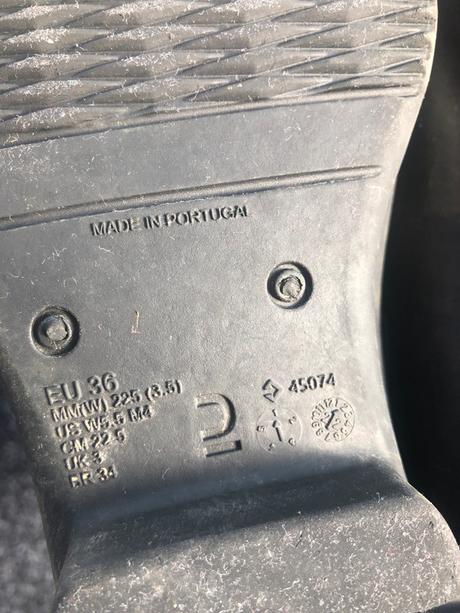 MADE IN PORTUGAL
EU 36
MM(W) 225 (3.5)
US W5.5 M4
CM 22.5
UK 3
BR 34
45074